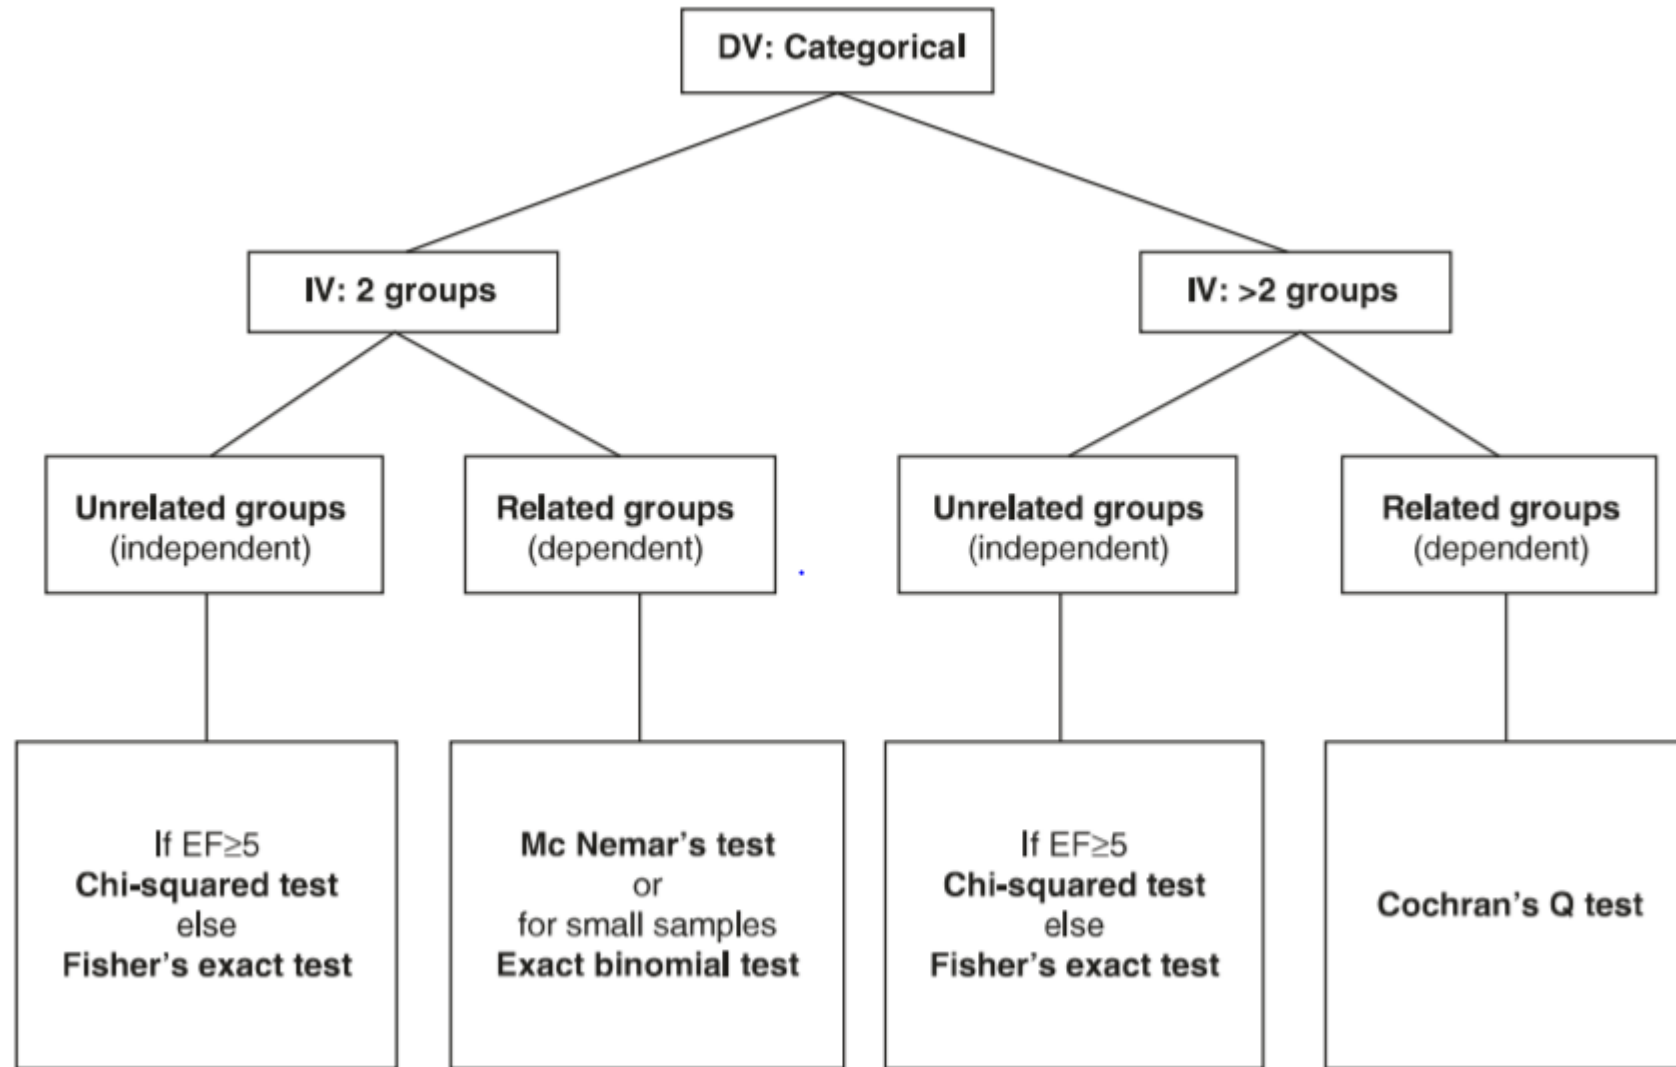 DV: Categorical
IV: 2 groups
IV: >2 groups
Unrelated groups
(independent)
Related groups
(dependent)
Unrelated groups
(independent)
Related groups
(dependent)
If EF≥5
Chi-squared test
else
Fisher's exact test
Mc Nemar's test
or
for small samples
Exact binomial test
If EF≥5
Chi-squared test
else
Fisher's exact test
Cochran's Q test